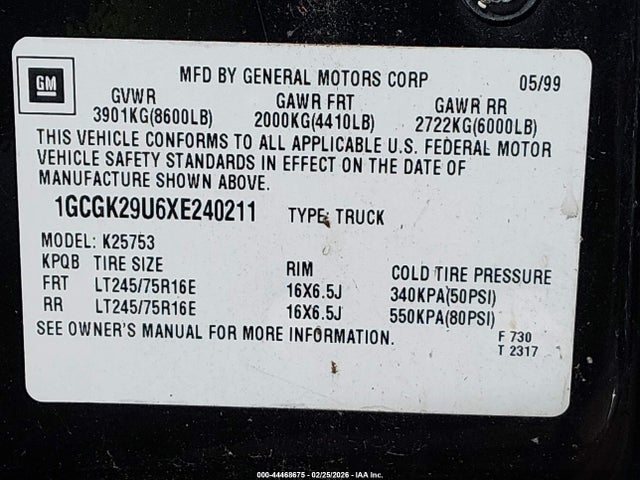 GM
MFD BY GENERAL MOTORS CORP 05/99
GVWR GAWR FRT GAWR RR
3901KG(8600LB) 2000KG(4410LB) 2722KG(6000LB)
THIS VEHICLE CONFORMS TO ALL APPLICABLE U.S. FEDERAL MOTOR
VEHICLE SAFETY STANDARDS IN EFFECT ON THE DATE OF
MANUFACTURE SHOWN ABOVE.
1GCGK29U6XE240211 TYPE: TRUCK
MODEL: K25753
KPQB TIRE SIZE RIM COLD TIRE PRESSURE
FRT LT245/75R16E 16X6.5J 340KPA(50PSI)
RR LT245/75R16E 16X6.5J 550KPA(80PSI)
SEE OWNER'S MANUAL FOR MORE INFORMATION.
F 730
T 2317
000-44468675 - 02/25/2026 - IAA Inc.